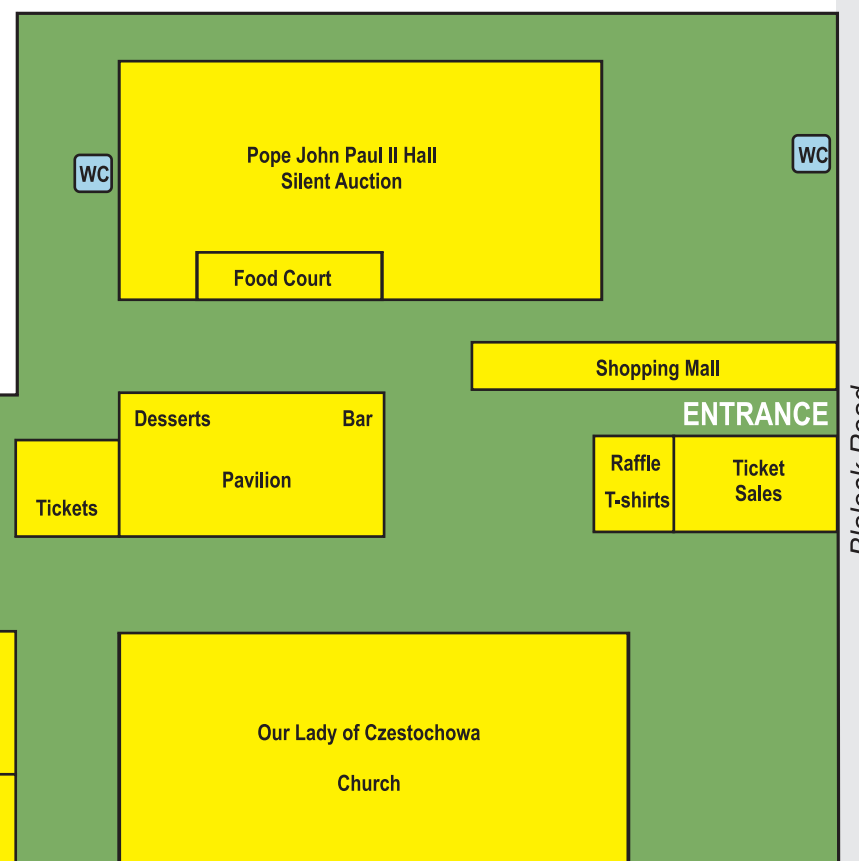 Pope John Paul II Hall
Silent Auction
WC
WC
Food Court
Shopping Mall
ENTRANCE
Desserts
Bar
Pavilion
Tickets
Raffle
T-shirts
Ticket
Sales
Our Lady of Czestochowa
Church